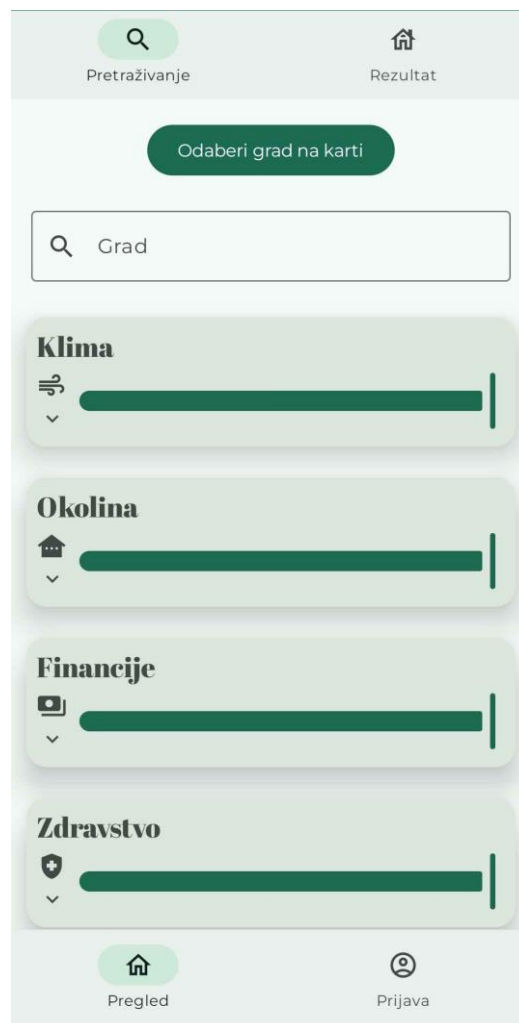 Pretraživanje
Rezultat
Odaberi grad na karti
Grad
Klima
Okolina
Financije
Zdravstvo
Pregled
Prijava